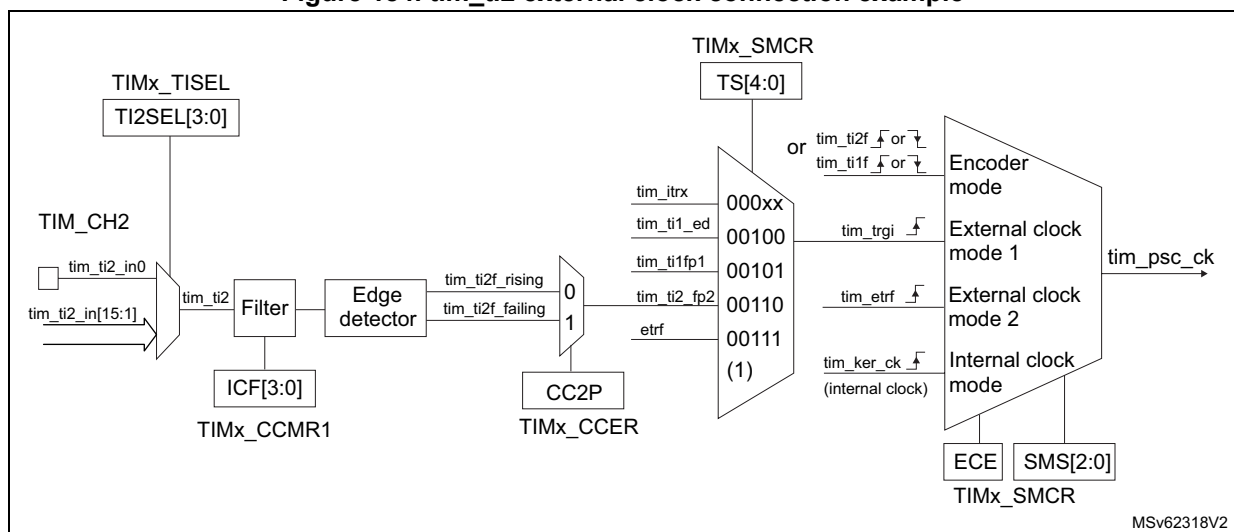 TIMx_SMCR
TS[4:0]
TIMx_TISEL
TI2SEL[3:0]
TIM_CH2
tim_ti2_in0
tim_ti2_in[15:1]
tim_ti2
Filter
ICF[3:0]
TIMx_CCMR1
Edge
detector
tim_ti2f_rising
tim_ti2f_failing
0
1
CC2P
TIMx_CCER
tim_itrx
000xx
tim_ti1_ed
00100
tim_ti1fp1
00101
tim_ti2_fp2
00110
etrf
00111
(1)
or tim_ti2f or
tim_ti1f or
Encoder
mode
tim_trgi
External clock
mode 1
tim_etrf
External clock
mode 2
tim_ker_ck
(internal clock)
Internal clock
mode
tim_psc_ck
ECE
SMS[2:0]
TIMx_SMCR
MSv62318V2